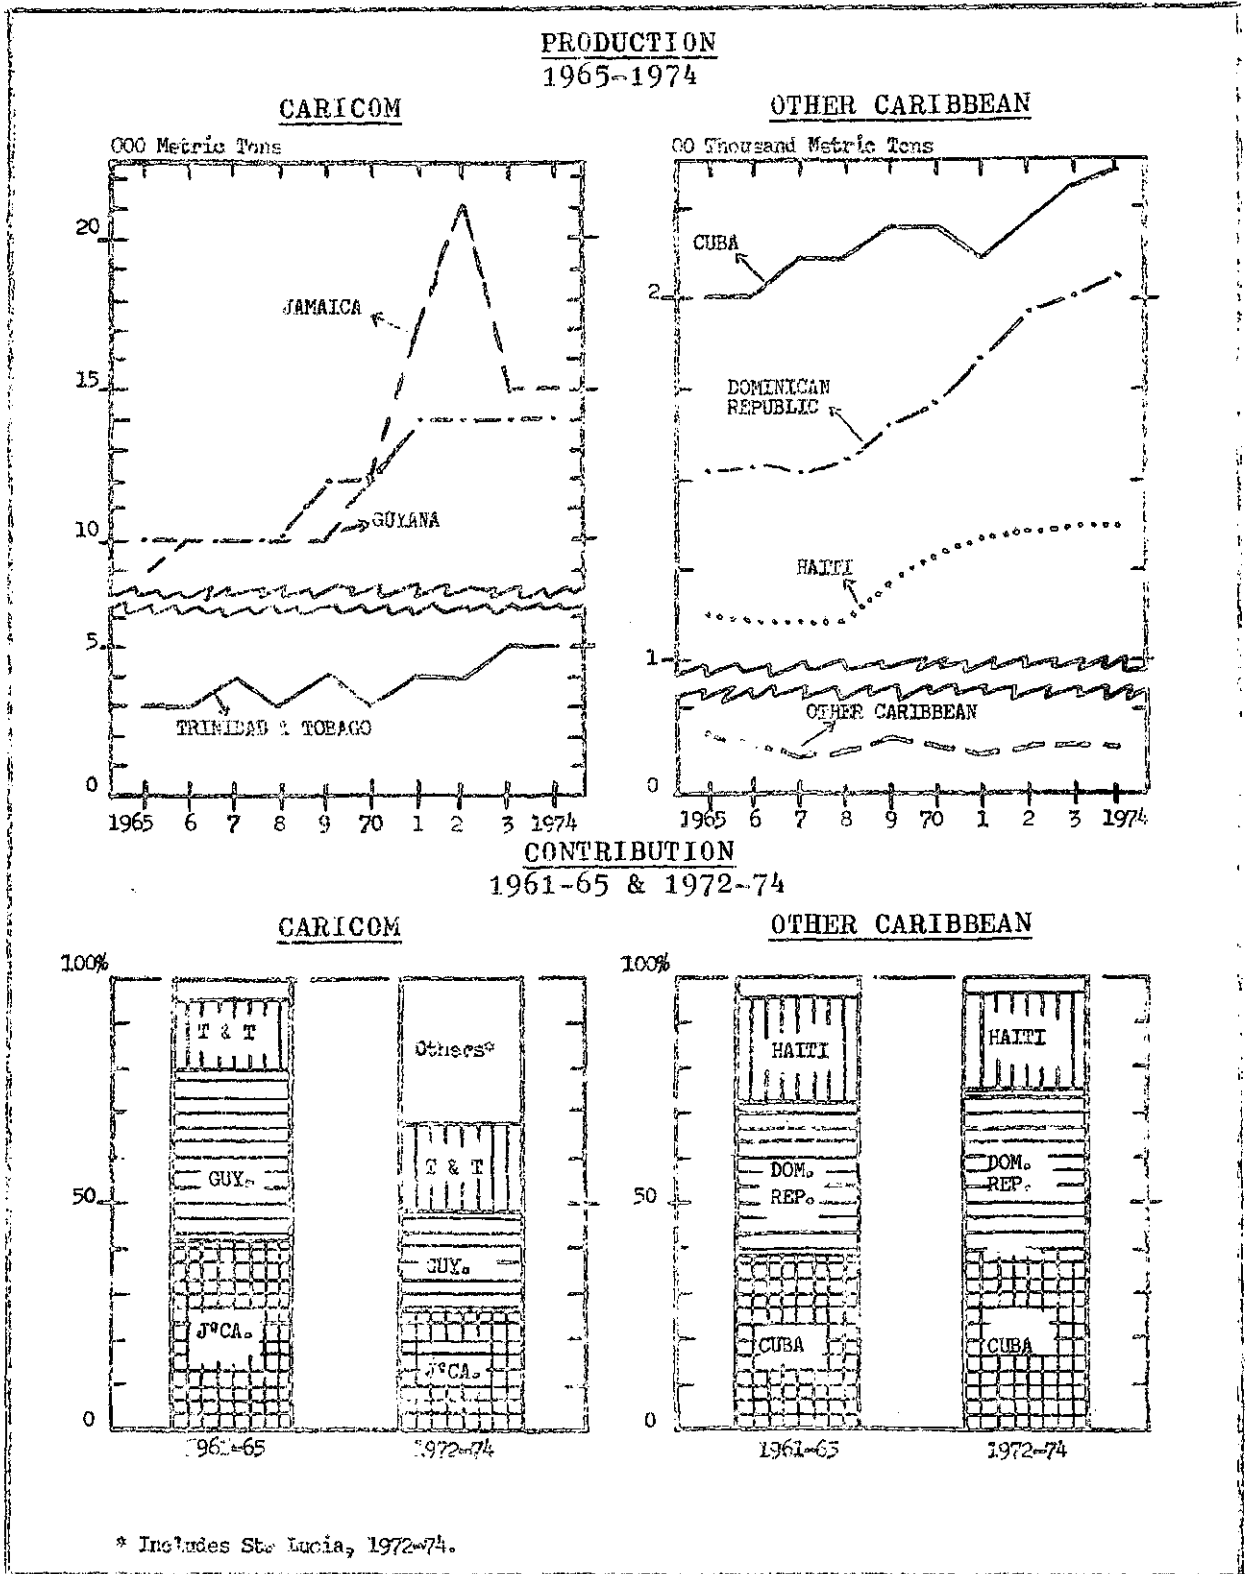 PRODUCTION
1965-1974
CARICOM
OTHER CARIBBEAN
000 Metric Tons
00 Thousand Metric Tons
20
15
10
5
0
JAMAICA
GUYANA
TRINIDAD & TOBAGO
1965 6 7 8 9 70 1 2 3 1974
2
1
0
CUBA
DOMINICAN
REPUBLIC
HAITI
OTHER CARIBBEAN
1965 6 7 8 9 70 1 2 3 1974
CONTRIBUTION
1961-65 & 1972-74
CARICOM
OTHER CARIBBEAN
100%
50
0
T & T
GUY.
J'CA.
Others*
T & T
GUY.
J'CA.
1961-65
1972-74
100%
50
0
HAITI
DOM.
REP.
CUBA
HAITI
DOM.
REP.
CUBA
1961-65
1972-74
* Includes St. Lucia, 1972-74.